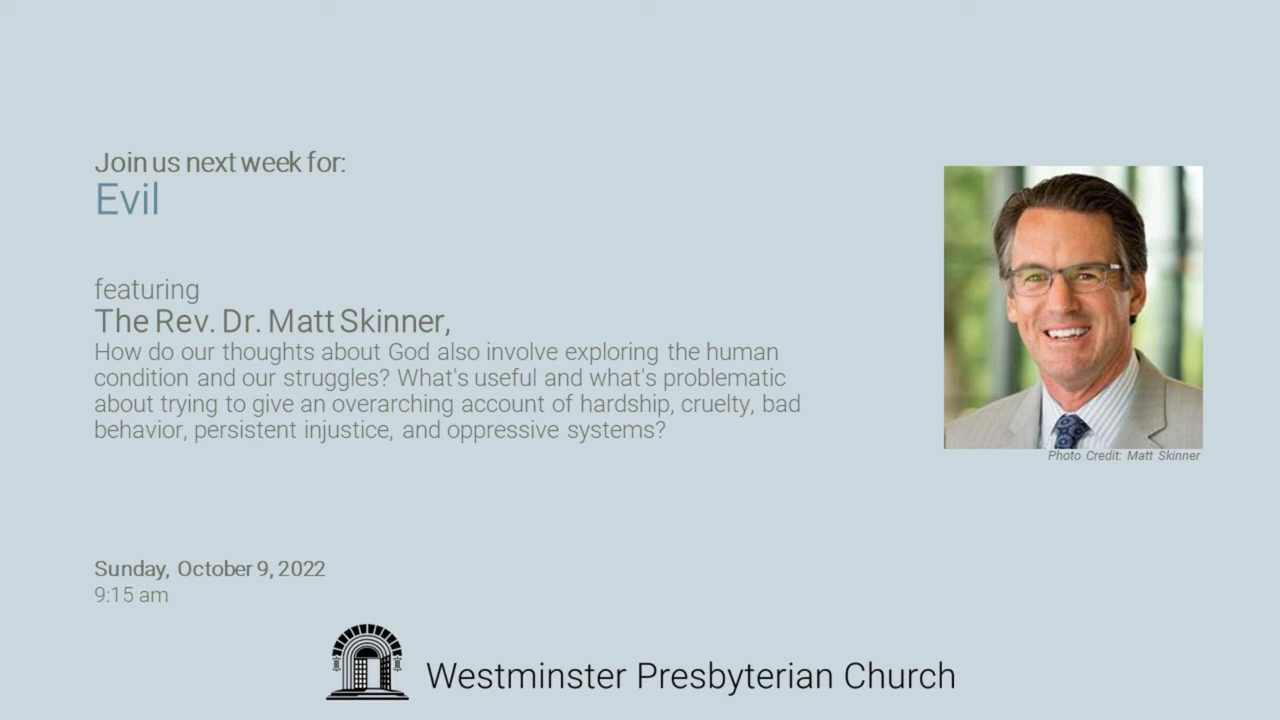 Join us next week for:
Evil
featuring
The Rev. Dr. Matt Skinner,
How do our thoughts about God also involve exploring the human
condition and our struggles? What's useful and what's problematic
about trying to give an overarching account of hardship, cruelty, bad
behavior, persistent injustice, and oppressive systems?
Photo Credit: Matt Skinner
Sunday, October 9, 2022
9:15 am
Westminster Presbyterian Church